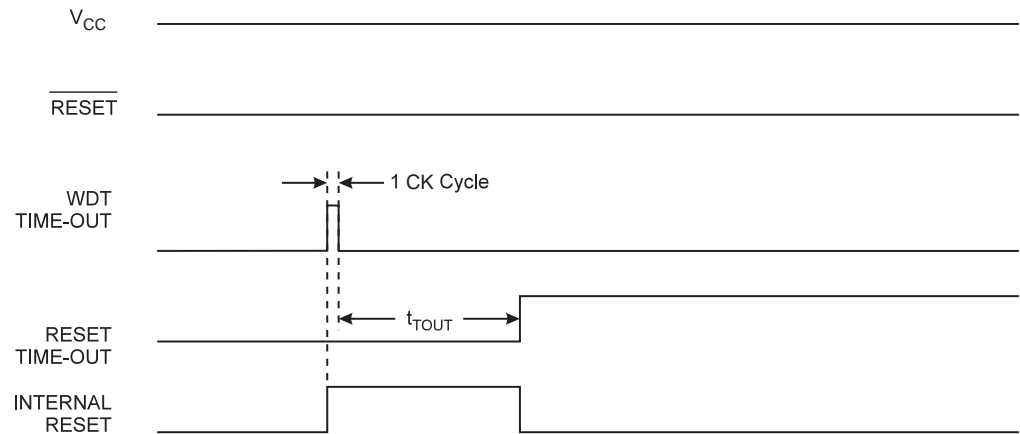 VCC
RESET
WDT
TIME-OUT
1 CK Cycle
RESET
TIME-OUT
tTOUT
INTERNAL
RESET